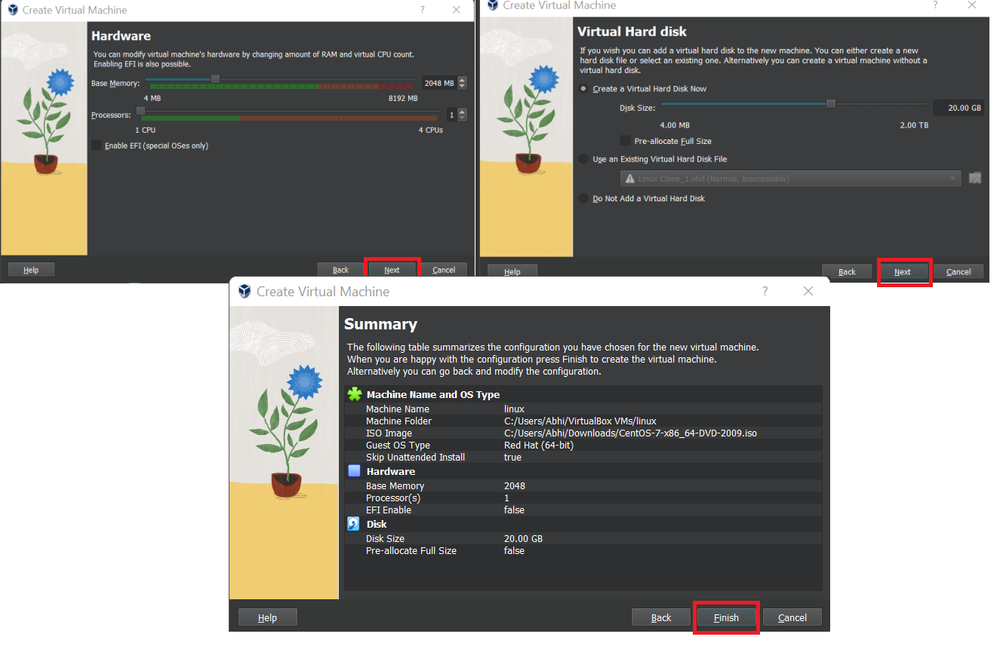 Create Virtual Machine
?
Hardware
You can modify virtual machine's hardware by changing amount of RAM and virtual CPU count.
Enabling EFI is also possible.
Base Memory: 2048 MB
4 MB 8192 MB
Processors: 1
1 CPU 4 CPUs
Enable EFI (special OSes only)
Help Back Next Cancel
Create Virtual Machine
?
Virtual Hard disk
If you wish you can add a virtual hard disk to the new machine. You can either create a new
hard disk file or select an existing one. Alternatively you can create a virtual machine without a
virtual hard disk.
Create a Virtual Hard Disk Now
Disk Size: 20.00 GB
4.00 MB 2.00 TB
Pre-allocate Full Size
Use an Existing Virtual Hard Disk File
Linux Clone_1.vhd (Normal, Inaccessible)
Do Not Add a Virtual Hard Disk
Help Back Next Cancel
Create Virtual Machine
?
Summary
The following table summarizes the configuration you have chosen for the new virtual machine.
When you are happy with the configuration press Finish to create the virtual machine.
Alternatively you can go back and modify the configuration.
Machine Name and OS Type
Machine Name linux
Machine Folder C:/Users/Abhi/VirtualBox VMs/linux
ISO Image C:/Users/Abhi/Downloads/CentOS-7-x86_64-DVD-2009.iso
Guest OS Type Red Hat (64-bit)
Skip Unattended Install true
Hardware
Base Memory 2048
Processor(s) 1
EFI Enable false
Disk
Disk Size 20.00 GB
Pre-allocate Full Size false
Help Back Finish Cancel